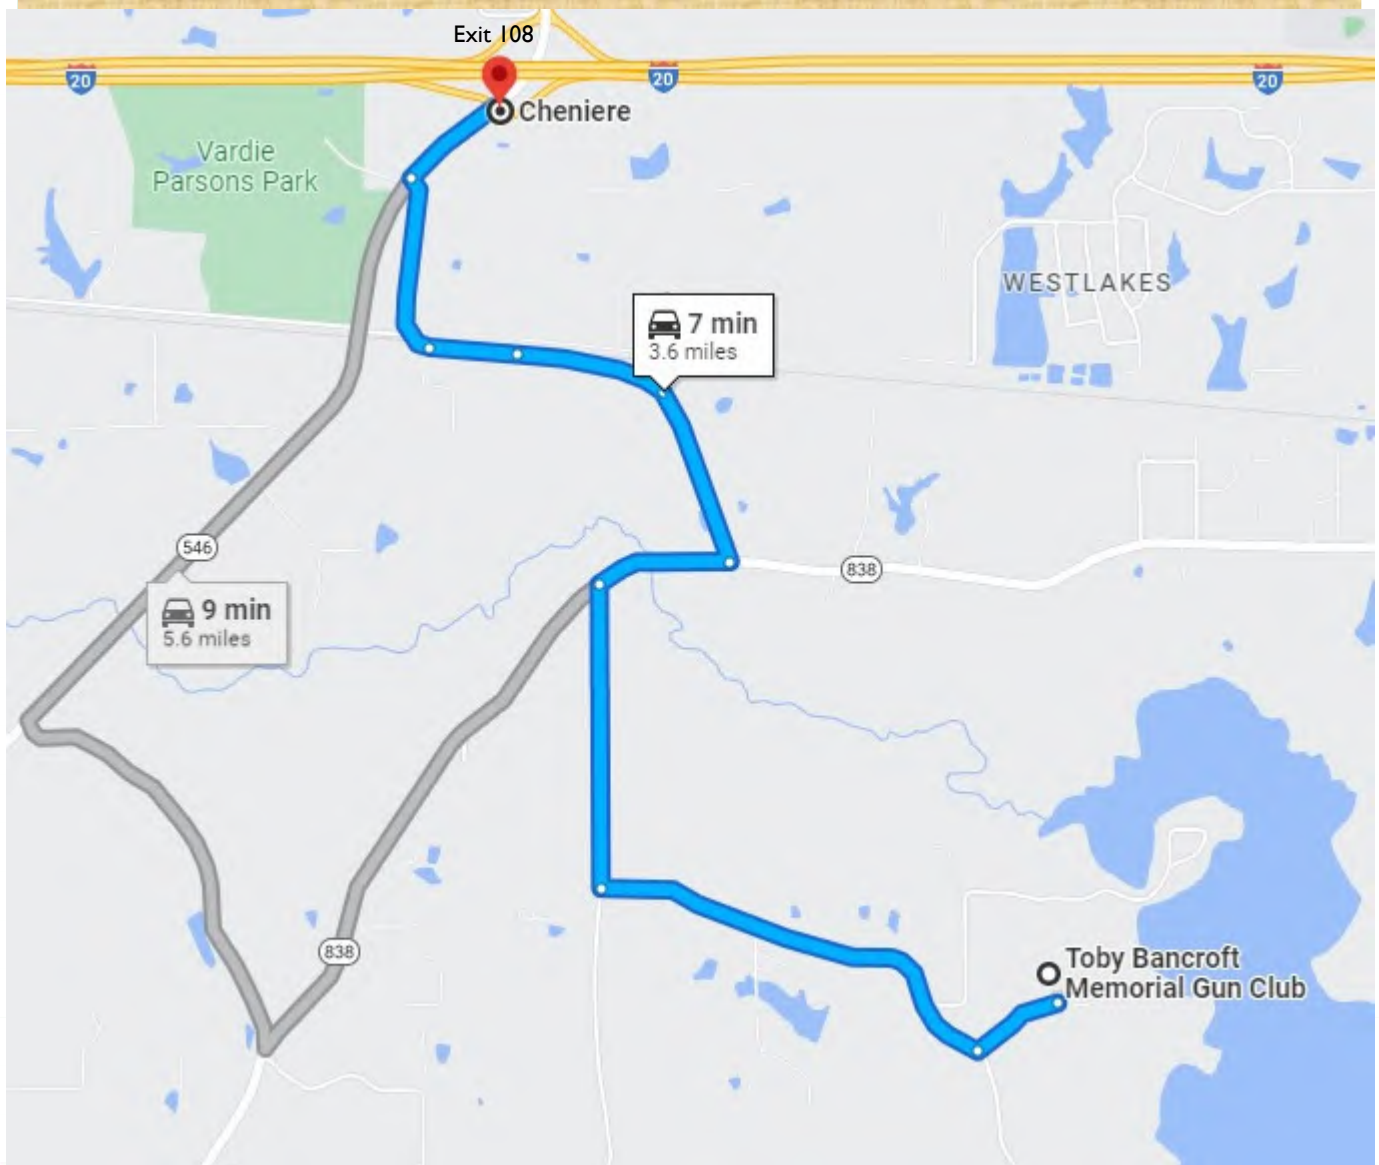 Exit 108
20
20
20
Cheniere
Vardie
Parsons Park
WESTLAKES
7 min
3.6 miles
546
838
9 min
5.6 miles
838
Toby Bancroft
Memorial Gun Club